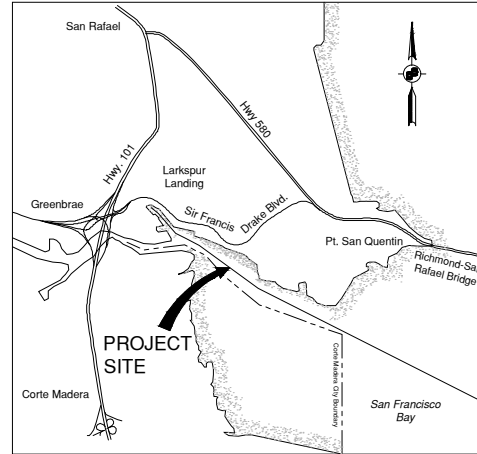 San Rafael
Hwy 580
Hwy. 101
Larkspur
Landing
Greenbrae
Sir Francis Drake Blvd.
Pt. San Quentin
Richmond-San
Rafael Bridge
PROJECT
SITE
Corte Madera City Boundary
Corte Madera
San Francisco
Bay